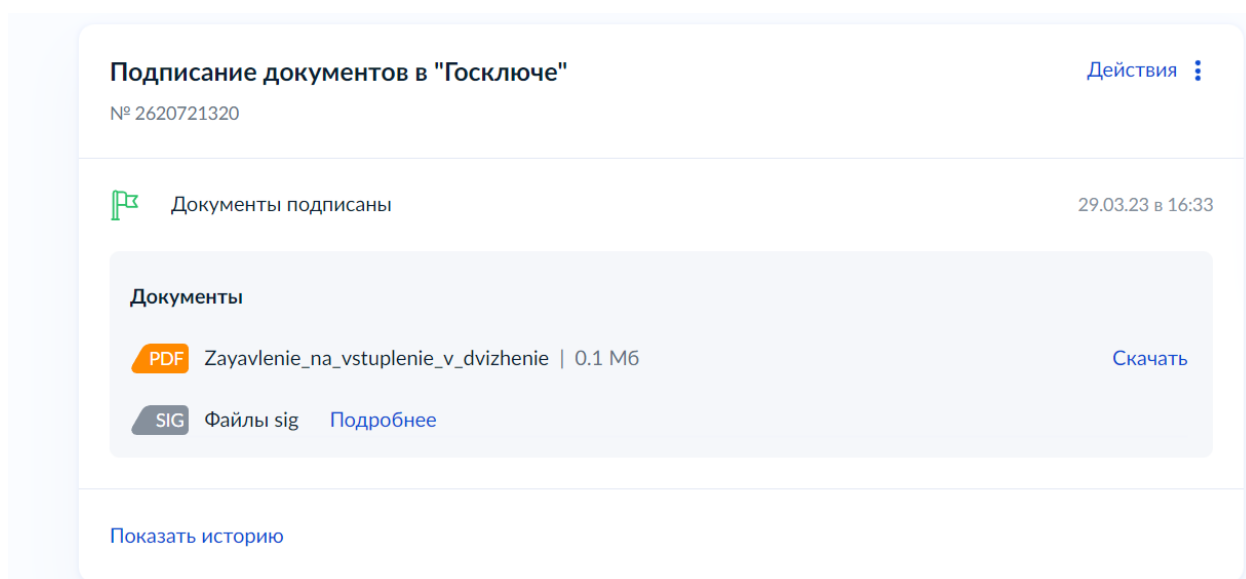 Подписание документов в "Госключе"
Действия
№ 2620721320
Документы подписаны
29.03.23 в 16:33
Документы
PDF Zayavlenie_na_vstuplenie_v_dvizhenie | 0.1 Мб
Скачать
SIG Файлы sig Подробнее
Показать историю